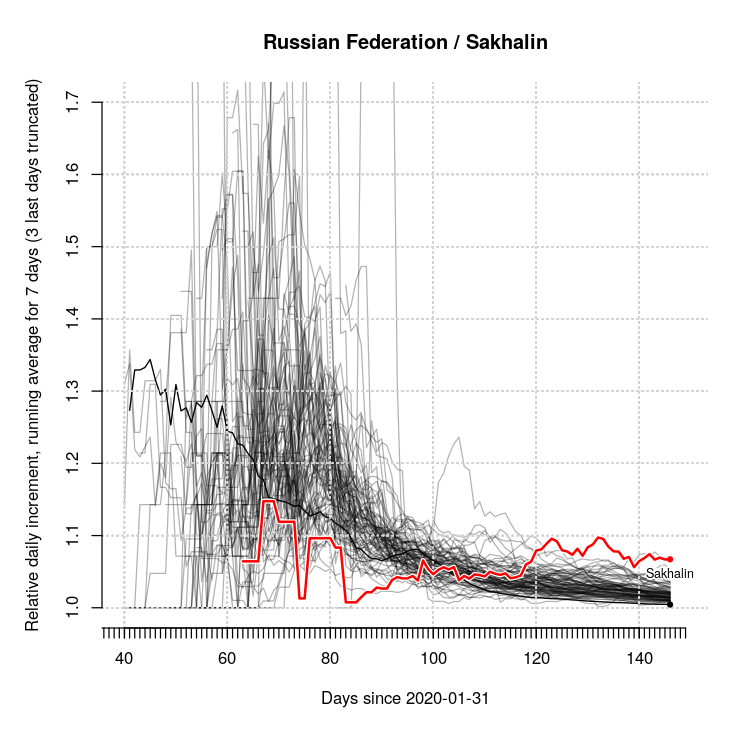 Russian Federation / Sakhalin
Relative daily increment, running average for 7 days (3 last days truncated)
1.7
1.6
1.5
1.4
1.3
1.2
1.1
1.0
Sakhalin
40 60 80 100 120 140
Days since 2020-01-31